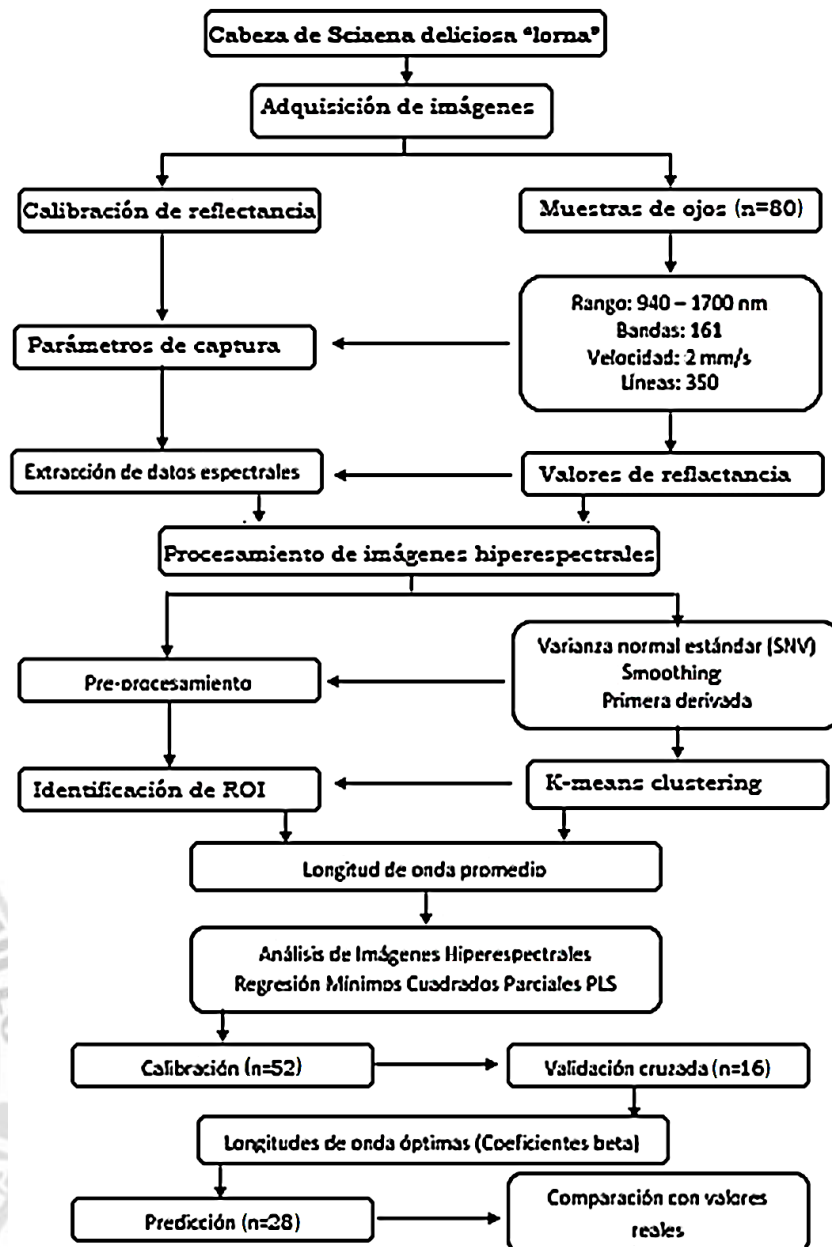 Cabeza de Sciaena deliciosa “lorna”
Adquisición de imágenes
Calibración de reflectancia
Muestras de ojos (n=80)
Rango: 940 – 1700 nm
Bandas: 161
Velocidad: 2 mm/s
Líneas: 350
Parámetros de captura
Extracción de datos espectrales
Valores de reflactancia
Procesamiento de imágenes hiperespectrales
Varianza normal estándar (SNV)
Smoothing
Primera derivada
Pre-procesamiento
Identificación de ROI
K-means clustering
Longitud de onda promedio
Análisis de Imágenes Hiperespectrales
Regresión Mínimos Cuadrados Parciales PLS
Calibración (n=52)
Validación cruzada (n=16)
Longitudes de onda óptimas (Coeficientes beta)
Predicción (n=28)
Comparación con valores
reales